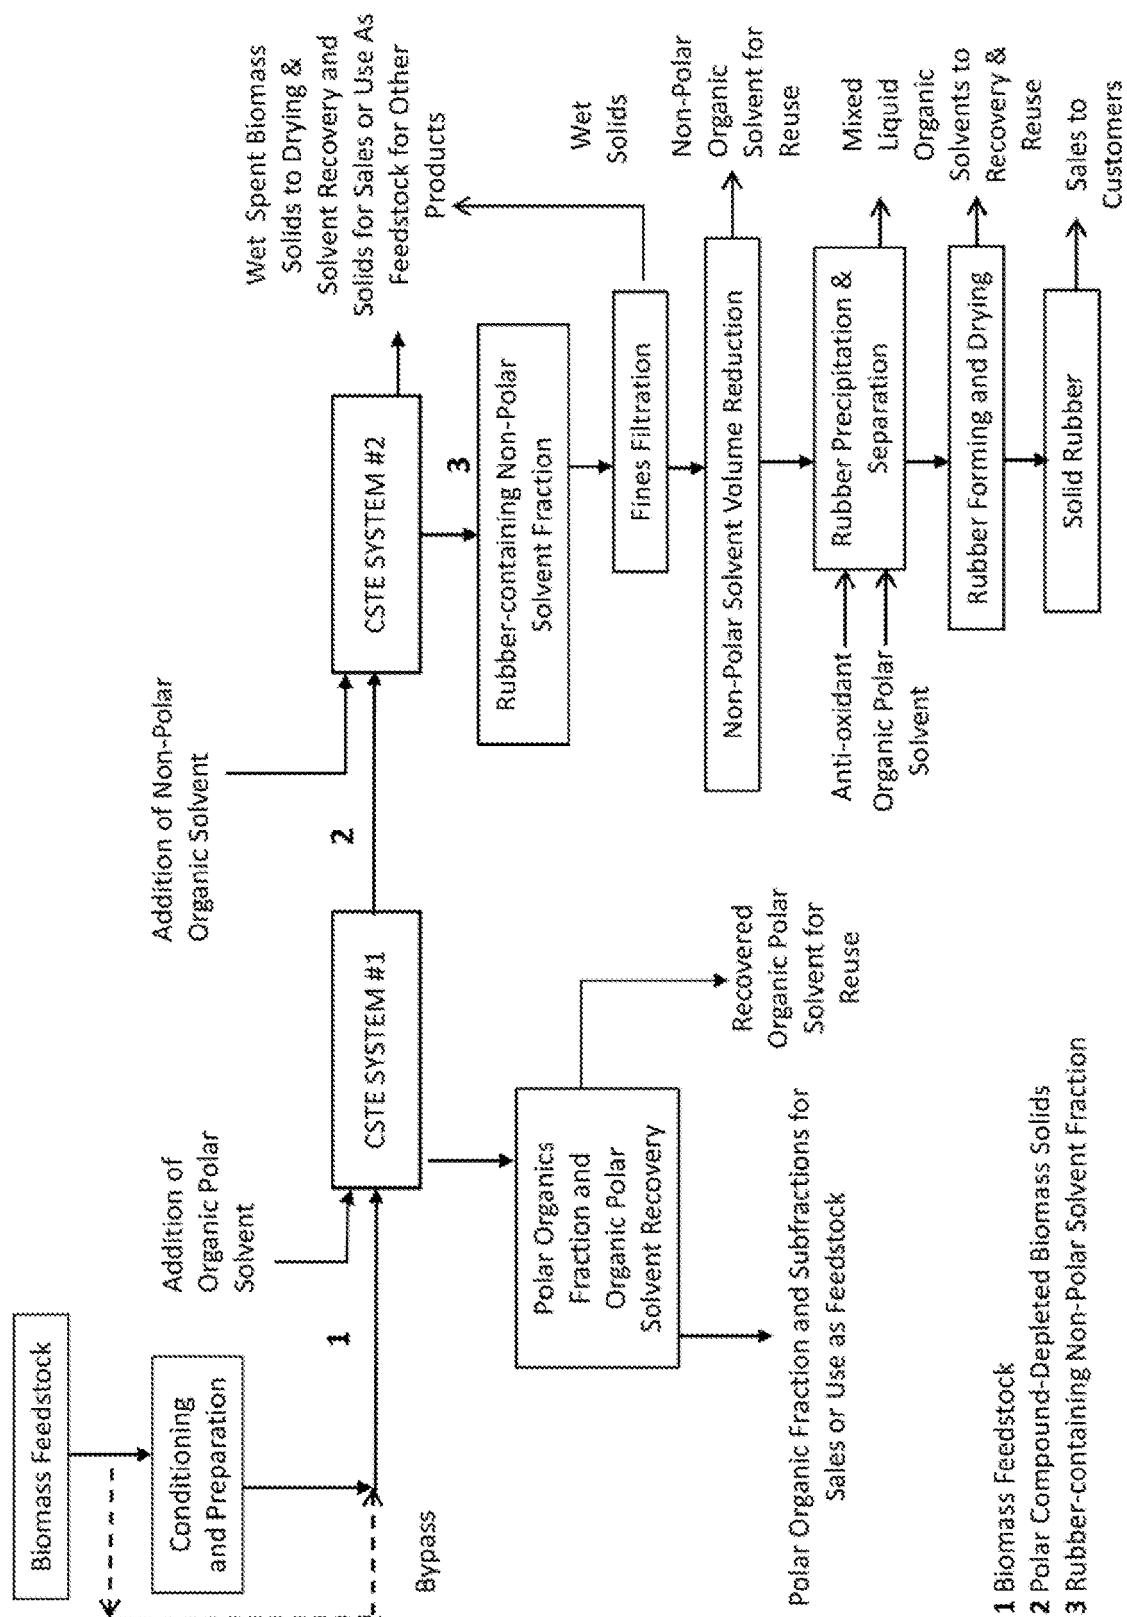 Biomass Feedstock
Conditioning
and Preparation
Bypass
1
Addition of
Organic Polar
Solvent
CSTE SYSTEM #1
Polar Organics
Fraction and
Organic Polar
Solvent Recovery
Polar Organic Fraction and Subfractions for
Sales or Use as Feedstock
Recovered
Organic Polar
Solvent for
Reuse
2
Addition of Non-Polar
Organic Solvent
CSTE SYSTEM #2
Wet Spent Biomass
Solids to Drying &
Solvent Recovery and
Solids for Sales or Use As
Feedstock for Other
Products
3
Rubber-containing Non-Polar
Solvent Fraction
Fines Filtration
Wet
Solids
Non-Polar Solvent Volume Reduction
Non-Polar
Organic
Solvent for
Reuse
Anti-oxidant
Organic Polar
Solvent
Rubber Precipitation &
Separation
Mixed
Liquid
Organic
Solvents to
Recovery &
Reuse
Rubber Forming and Drying
Solid Rubber
Sales to
Customers
1 Biomass Feedstock
2 Polar Compound-Depleted Biomass Solids
3 Rubber-containing Non-Polar Solvent Fraction